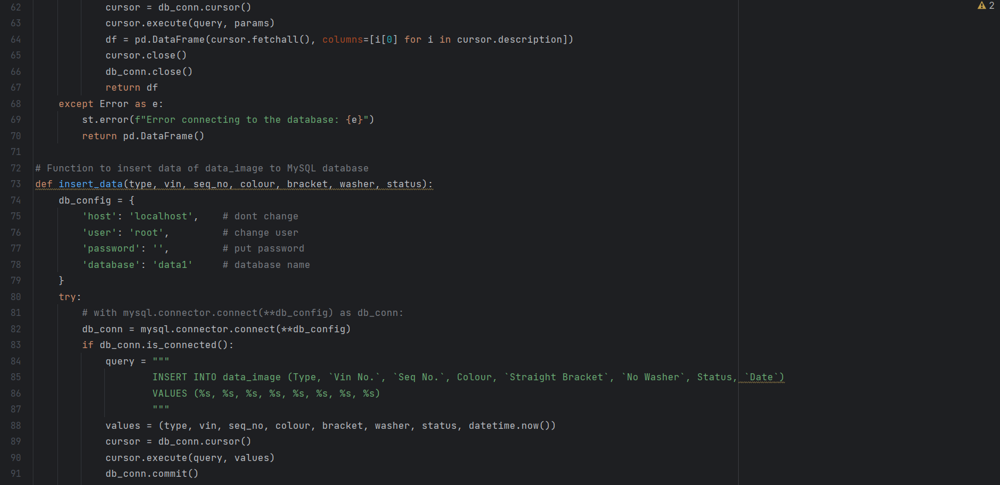 2
62 cursor = db_conn.cursor()
63 cursor.execute(query, params)
64 df = pd.DataFrame(cursor.fetchall(), columns=[i[0] for i in cursor.description])
65 cursor.close()
66 db_conn.close()
67 return df
68 except Error as e:
69 st.error(f"Error connecting to the database: {e}")
70 return pd.DataFrame()
71
72 # Function to insert data of data_image to MySQL database
73 def insert_data(type, vin, seq_no, colour, bracket, washer, status):
74 db_config = {
75 'host': 'localhost', # dont change
76 'user': 'root', # change user
77 'password': '', # put password
78 'database': 'data1' # database name
79 }
80 try:
81 # with mysql.connector.connect(**db_config) as db_conn:
82 db_conn = mysql.connector.connect(**db_config)
83 if db_conn.is_connected():
84 query = """
85 INSERT INTO data_image (Type, `Vin No.`, `Seq No.`, Colour, `Straight Bracket`, `No Washer`, Status, `Date`)
86 VALUES (%s, %s, %s, %s, %s, %s, %s, %s)
87 """
88 values = (type, vin, seq_no, colour, bracket, washer, status, datetime.now())
89 cursor = db_conn.cursor()
90 cursor.execute(query, values)
91 db_conn.commit()